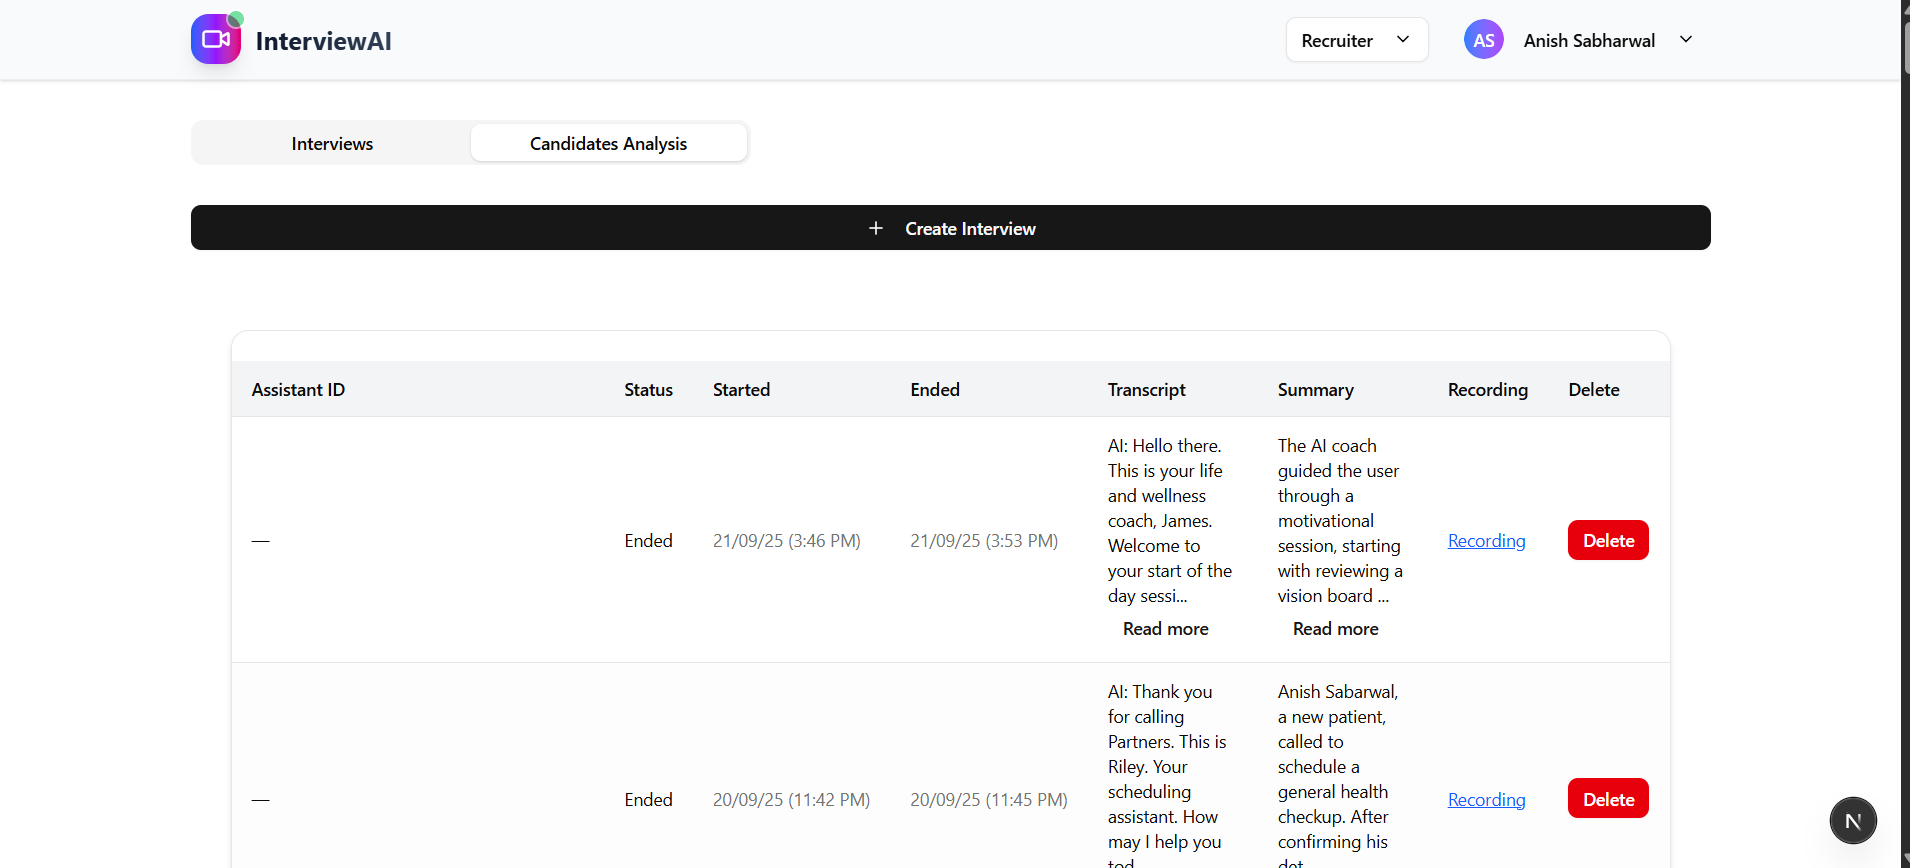 InterviewAI
Recruiter
AS
Anish Sabharwal
Interviews
Candidates Analysis
+ Create Interview
Assistant ID
Status
Started
Ended
Transcript
Summary
Recording
Delete
—
Ended
21/09/25 (3:46 PM)
21/09/25 (3:53 PM)
AI: Hello there.
This is your life
and wellness
coach, James.
Welcome to
your start of the
day sessi...
Read more
The AI coach
guided the user
through a
motivational
session, starting
with reviewing a
vision board ...
Read more
Recording
Delete
—
Ended
20/09/25 (11:42 PM)
20/09/25 (11:45 PM)
AI: Thank you
for calling
Partners. This is
Riley. Your
scheduling
assistant. How
may I help you
tod
Anish Sabarwal,
a new patient,
called to
schedule a
general health
checkup. After
confirming his
det
Recording
Delete
N